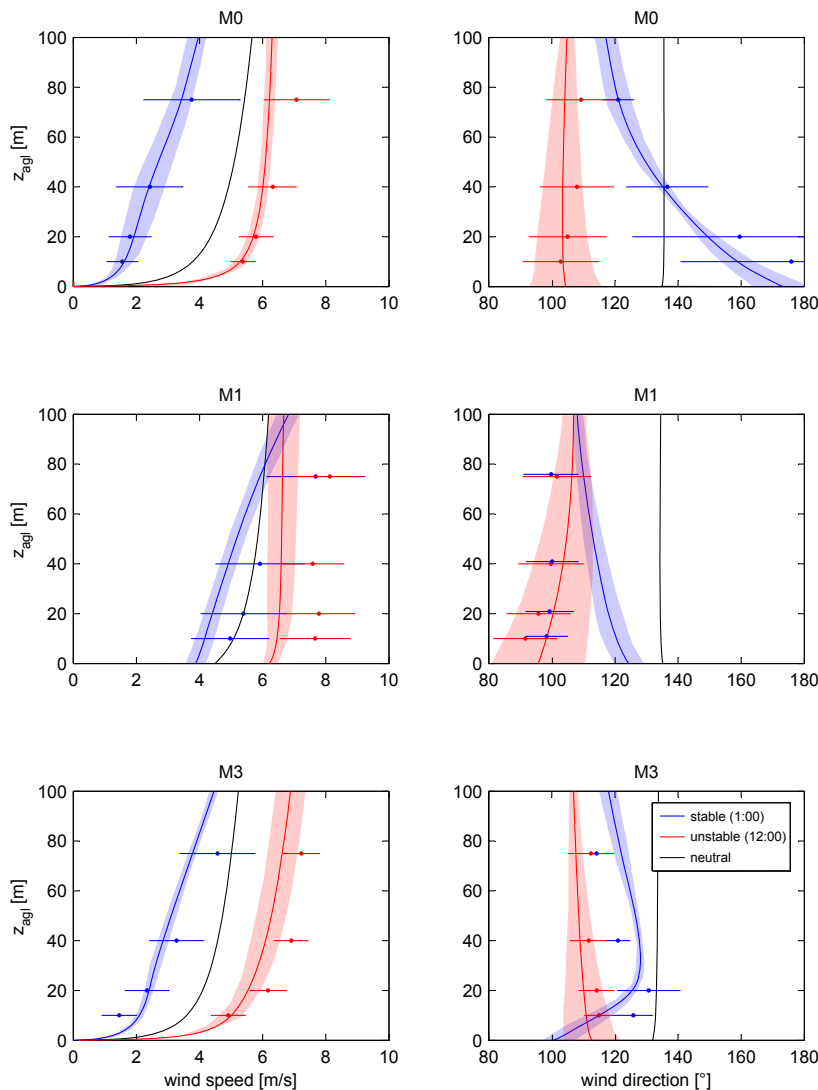 M0
M0
z_agl [m]
100
80
60
40
20
0
0 2 4 6 8 10
100
80
60
40
20
0
80 100 120 140 160 180
M1
M1
z_agl [m]
100
80
60
40
20
0
0 2 4 6 8 10
100
80
60
40
20
0
80 100 120 140 160 180
M3
M3
z_agl [m]
100
80
60
40
20
0
0 2 4 6 8 10
wind speed [m/s]
100
80
60
40
20
0
80 100 120 140 160 180
wind direction [°]
stable (1:00)
unstable (12:00)
neutral